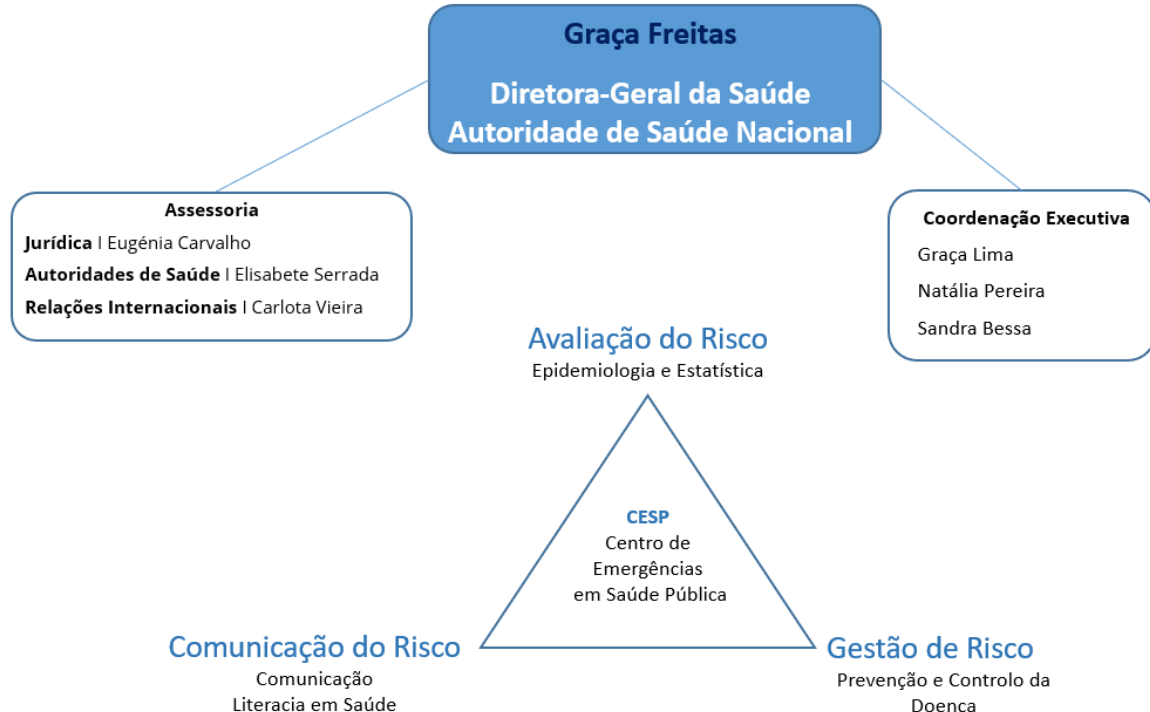 Graça Freitas
Diretora-Geral da Saúde
Autoridade de Saúde Nacional
Assessoria
Jurídica I Eugénia Carvalho
Autoridades de Saúde I Elisabete Serrada
Relações Internacionais I Carlota Vieira
Coordenação Executiva
Graça Lima
Natália Pereira
Sandra Bessa
Avaliação do Risco
Epidemiologia e Estatística
CESP
Centro de
Emergências
em Saúde Pública
Comunicação do Risco
Comunicação
Literacia em Saúde
Gestão de Risco
Prevenção e Controlo da
Doença